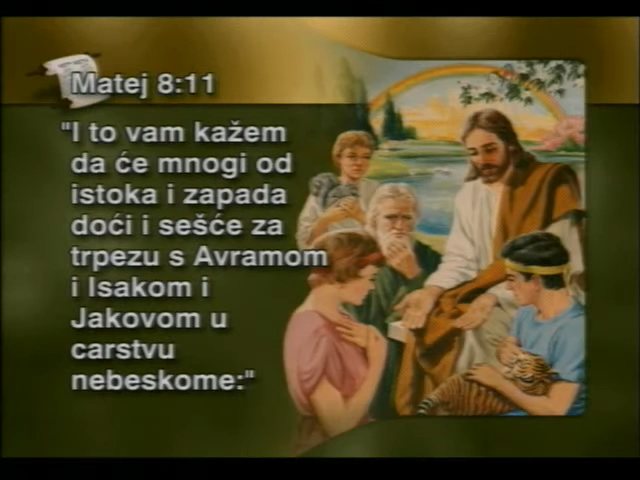 Matej 8:11
"I to vam kažem
da će mnogi od
istoka i zapada
doći i sešće za
trpezu s Avramom
i Isakom i
Jakovom u
carstvu
nebeskome:"